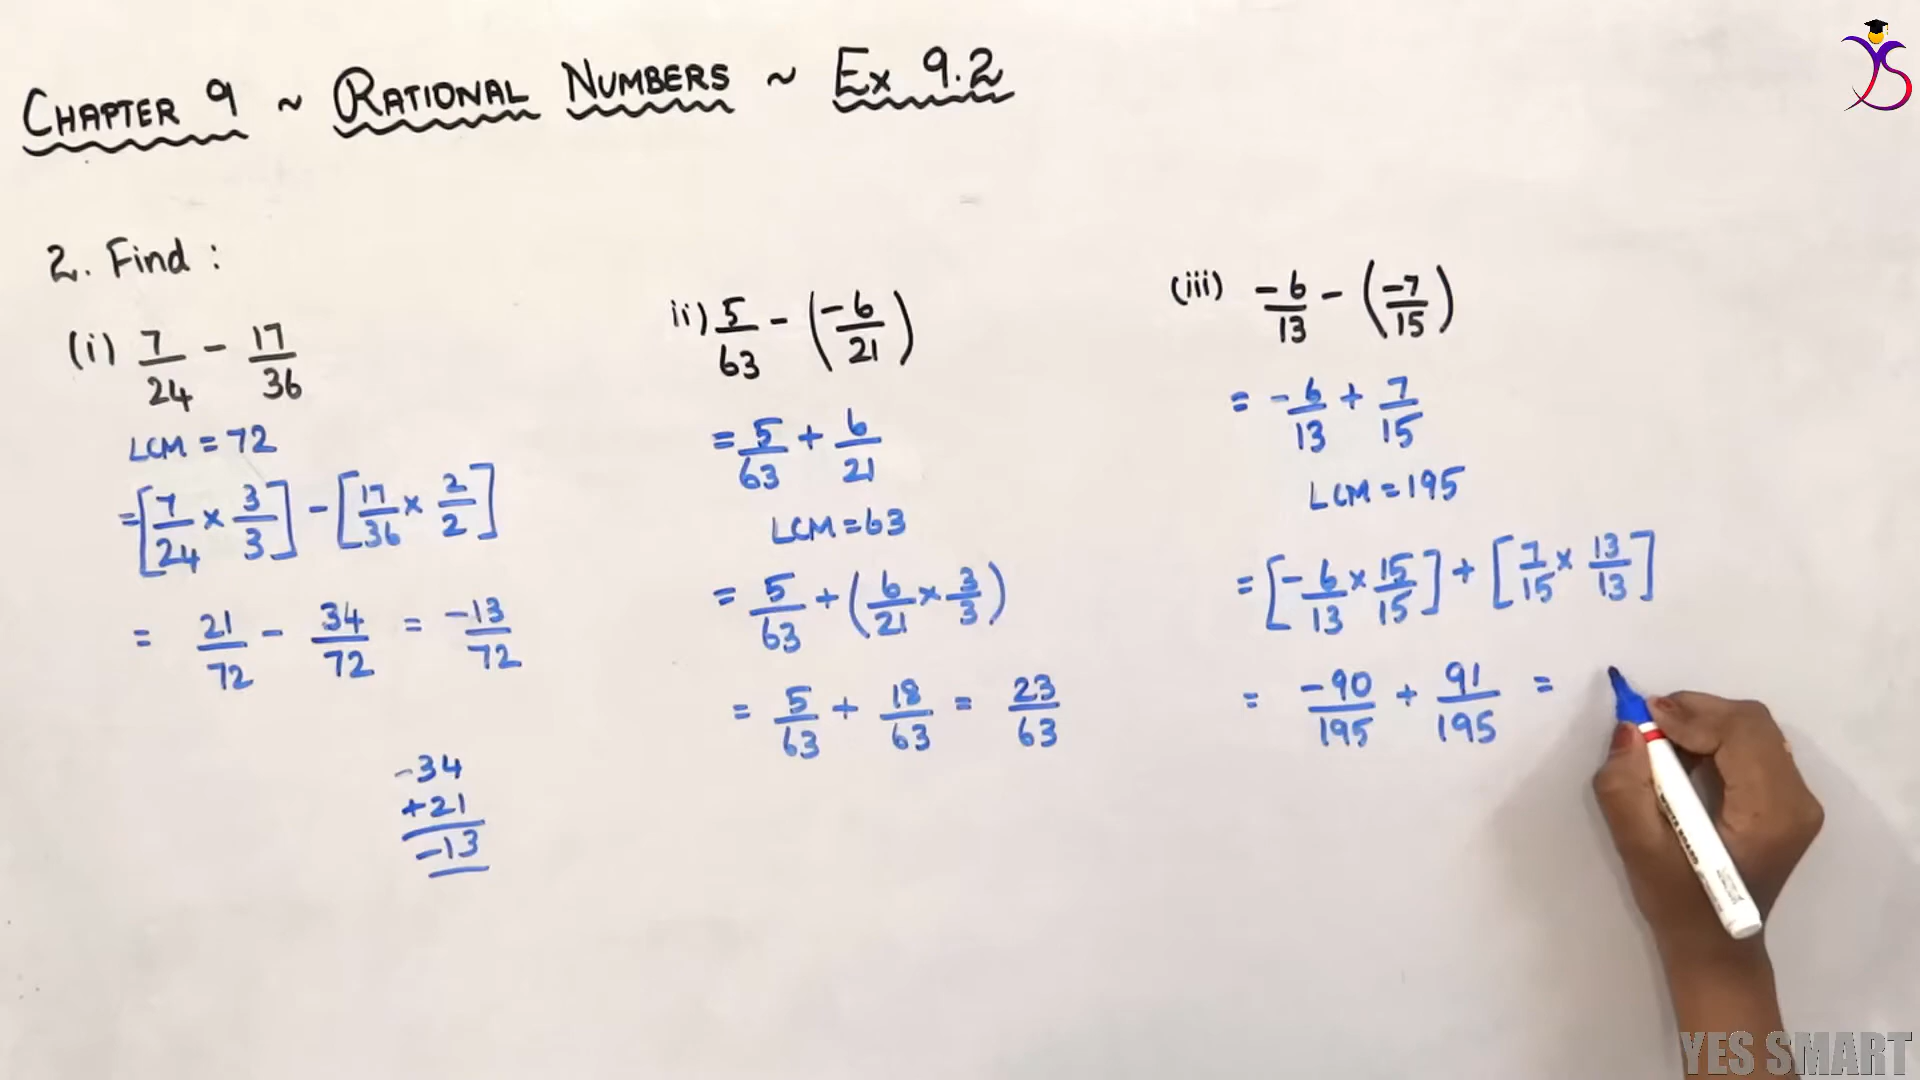 CHAPTER 9 ~ RATIONAL NUMBERS ~ EX 9.2
2. Find :
(i) 7/24 - 17/36
LCM = 72
= [7/24 × 3/3] - [17/36 × 2/2]
= 21/72 - 34/72 = -13/72
-34
+21
-13
ii) 5/63 - (-6/21)
= 5/63 + 6/21
LCM = 63
= 5/63 + (6/21 × 3/3)
= 5/63 + 18/63 = 23/63
(iii) -6/13 - (-7/15)
= -6/13 + 7/15
LCM = 195
= [-6/13 × 15/15] + [7/15 × 13/13]
= -90/195 + 91/195 =
YES SMART